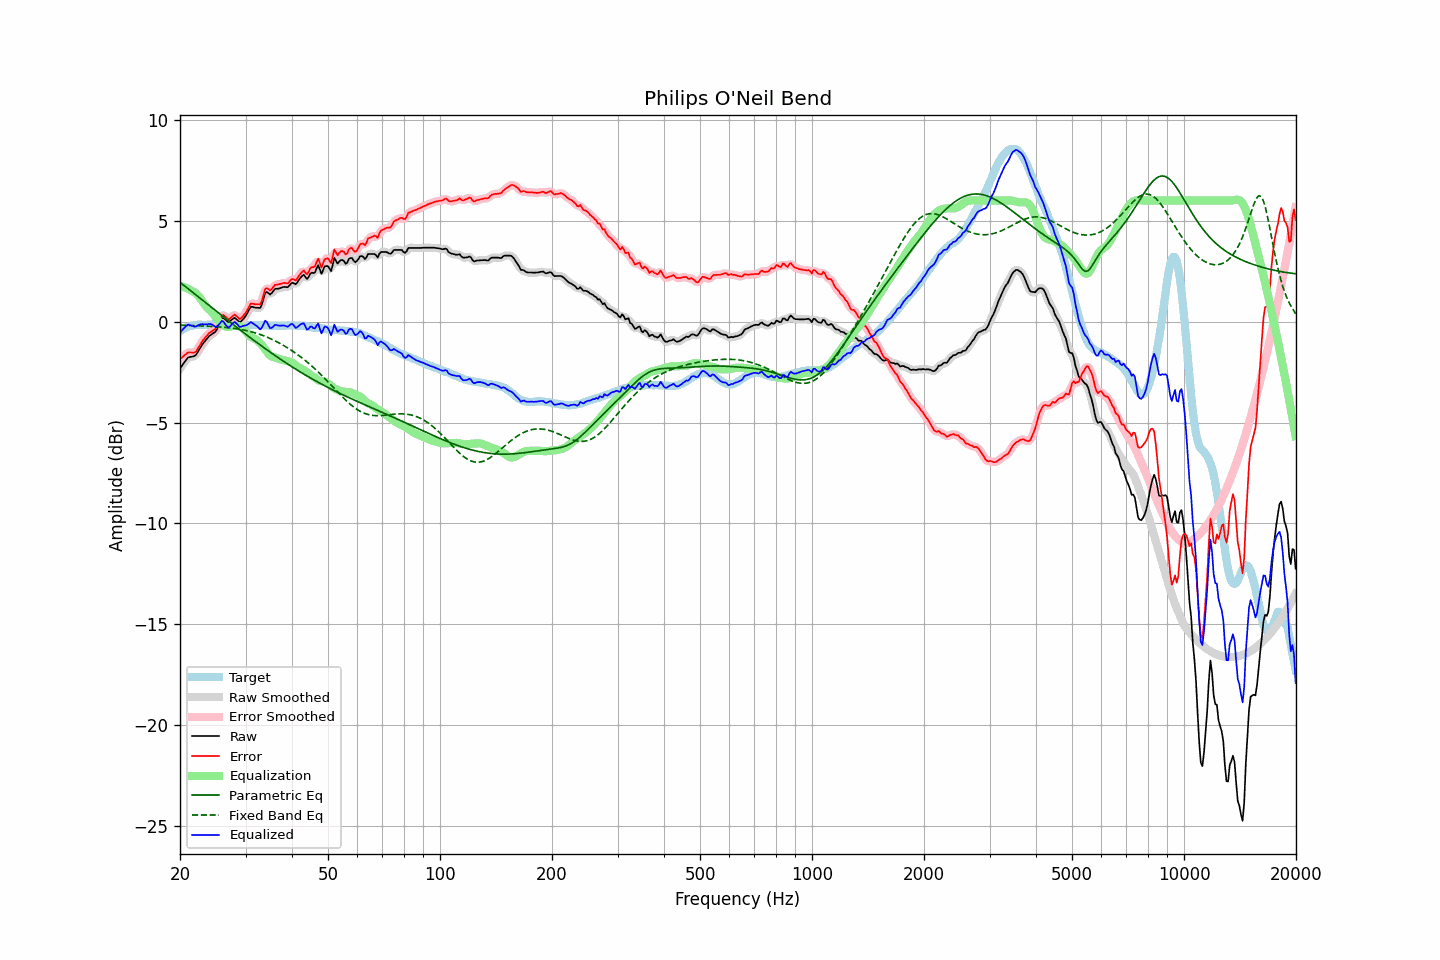 Philips O'Neil Bend
10
5
0
−5
−10
−15
−20
−25
Amplitude (dBr)
Target
Raw Smoothed
Error Smoothed
Raw
Error
Equalization
Parametric Eq
Fixed Band Eq
Equalized
20 50 100 200 500 1000 2000 5000 10000 20000
Frequency (Hz)